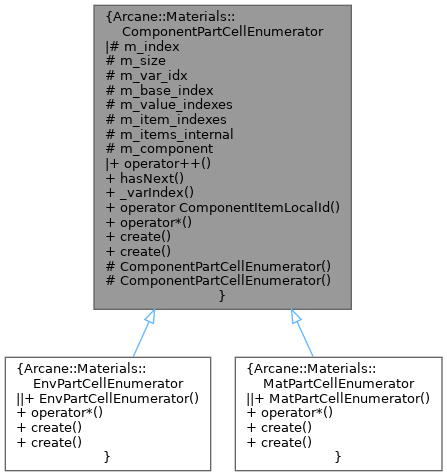 {Arcane::Materials::
ComponentPartCellEnumerator
|# m_index
# m_size
# m_var_idx
# m_base_index
# m_value_indexes
# m_item_indexes
# m_items_internal
# m_component
|+ operator++()
+ hasNext()
+ _varIndex()
+ operator ComponentItemLocalId()
+ operator*()
+ create()
+ create()
# ComponentPartCellEnumerator()
# ComponentPartCellEnumerator()
}
{Arcane::Materials::
EnvPartCellEnumerator
||+ EnvPartCellEnumerator()
+ operator*()
+ create()
+ create()
}
{Arcane::Materials::
MatPartCellEnumerator
||+ MatPartCellEnumerator()
+ operator*()
+ create()
+ create()
}